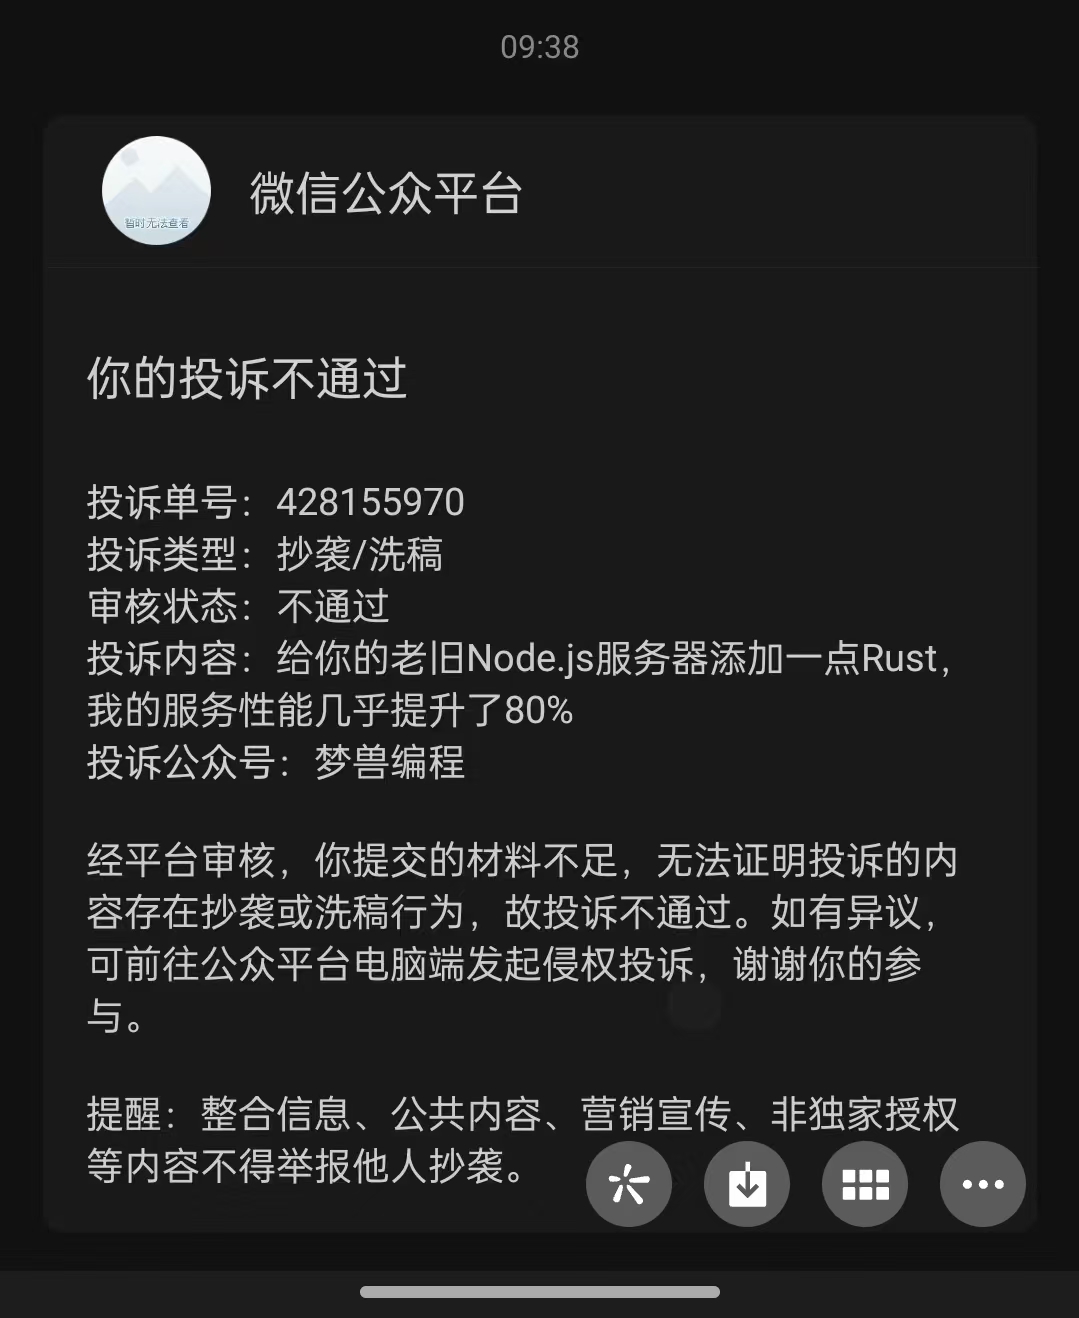 09:38
暂时无法查看
微信公众平台
你的投诉不通过
投诉单号：428155970
投诉类型：抄袭/洗稿
审核状态：不通过
投诉内容：给你的老旧Node.js服务器添加一点Rust，
我的服务性能几乎提升了80%
投诉公众号：梦兽编程
经平台审核，你提交的材料不足，无法证明投诉的内
容存在抄袭或洗稿行为，故投诉不通过。如有异议，
可前往公众平台电脑端发起侵权投诉，谢谢你的参
与。
提醒：整合信息、公共内容、营销宣传、非独家授权
等内容不得举报他人抄袭。